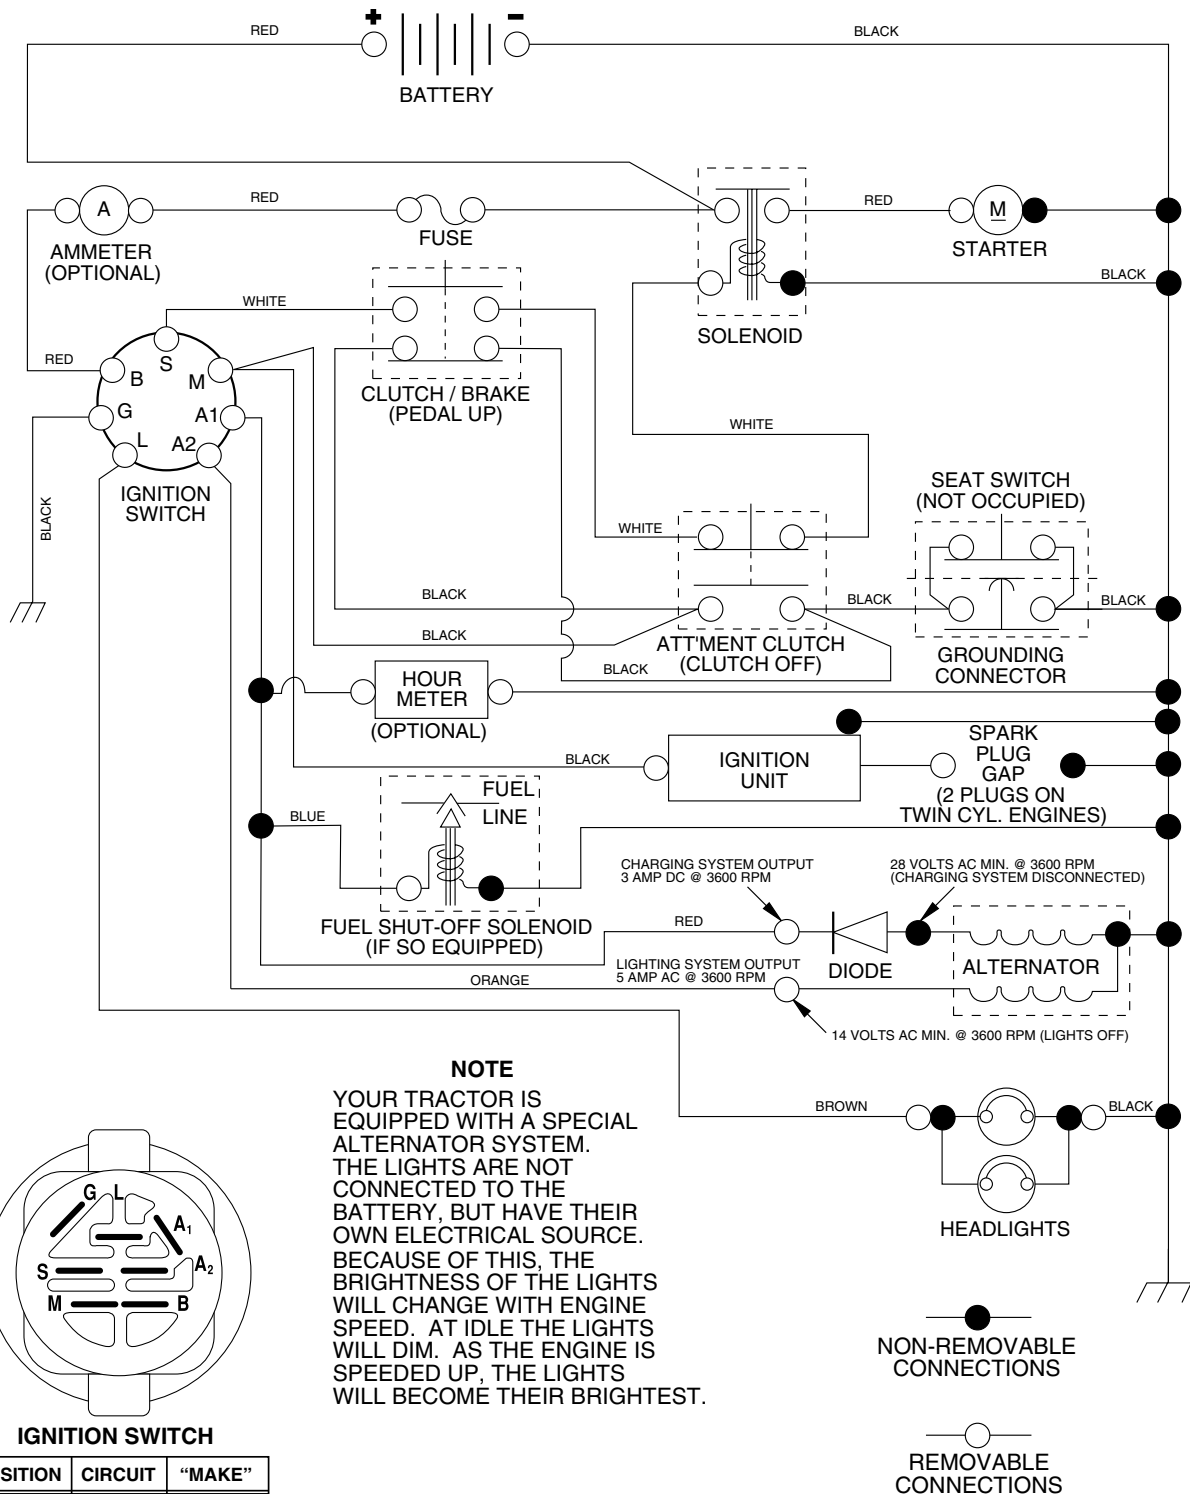 RED
+
-
BLACK
BATTERY
RED
A
RED
M
AMMETER
(OPTIONAL)
FUSE
STARTER
BLACK
WHITE
SOLENOID
RED
S
B
M
G
A1
L
A2
CLUTCH / BRAKE
(PEDAL UP)
IGNITION
SWITCH
BLACK
WHITE
SEAT SWITCH
(NOT OCCUPIED)
WHITE
BLACK
BLACK
BLACK
BLACK
ATT'MENT CLUTCH
(CLUTCH OFF)
BLACK
GROUNDING
CONNECTOR
HOUR
METER
(OPTIONAL)
BLACK
IGNITION
UNIT
SPARK
PLUG
GAP
(2 PLUGS ON
TWIN CYL. ENGINES)
FUEL
LINE
BLUE
FUEL SHUT-OFF SOLENOID
(IF SO EQUIPPED)
CHARGING SYSTEM OUTPUT
3 AMP DC @ 3600 RPM
28 VOLTS AC MIN. @ 3600 RPM
(CHARGING SYSTEM DISCONNECTED)
RED
DIODE
ALTERNATOR
LIGHTING SYSTEM OUTPUT
5 AMP AC @ 3600 RPM
ORANGE
14 VOLTS AC MIN. @ 3600 RPM (LIGHTS OFF)
NOTE
YOUR TRACTOR IS
EQUIPPED WITH A SPECIAL
ALTERNATOR SYSTEM.
THE LIGHTS ARE NOT
CONNECTED TO THE
BATTERY, BUT HAVE THEIR
OWN ELECTRICAL SOURCE.
BECAUSE OF THIS, THE
BRIGHTNESS OF THE LIGHTS
WILL CHANGE WITH ENGINE
SPEED. AT IDLE THE LIGHTS
WILL DIM. AS THE ENGINE IS
SPEEDED UP, THE LIGHTS
WILL BECOME THEIR BRIGHTEST.
BROWN
BLACK
HEADLIGHTS
G
L
A1
S
A2
M
B
IGNITION SWITCH
SITION CIRCUIT “MAKE”
NON-REMOVABLE
CONNECTIONS
REMOVABLE
CONNECTIONS